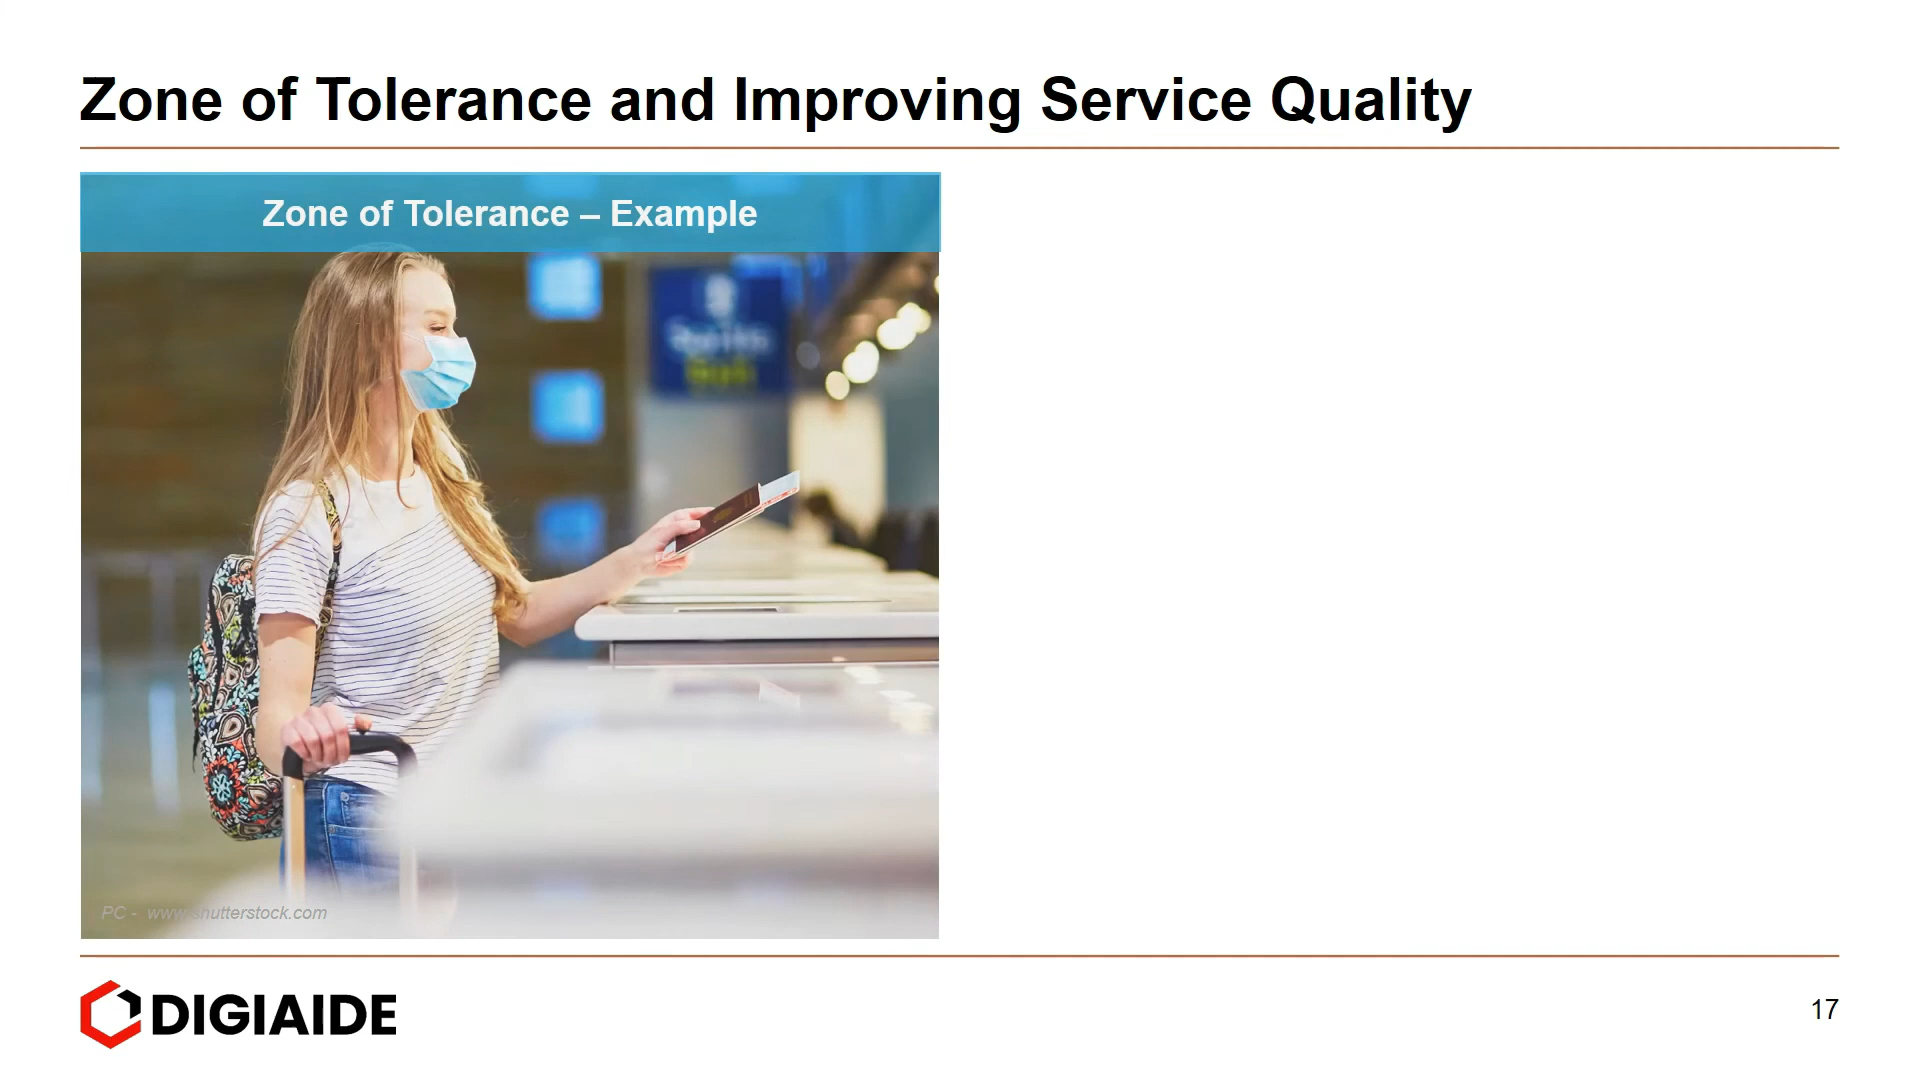 Zone of Tolerance and Improving Service Quality
Zone of Tolerance – Example
PC - www.shutterstock.com
DIGIAIDE
17